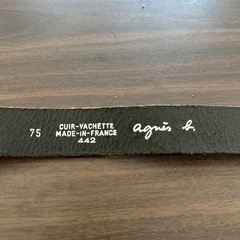 75
CUIR-VACHETTE
MADE-IN-FRANCE
442
agnès b.